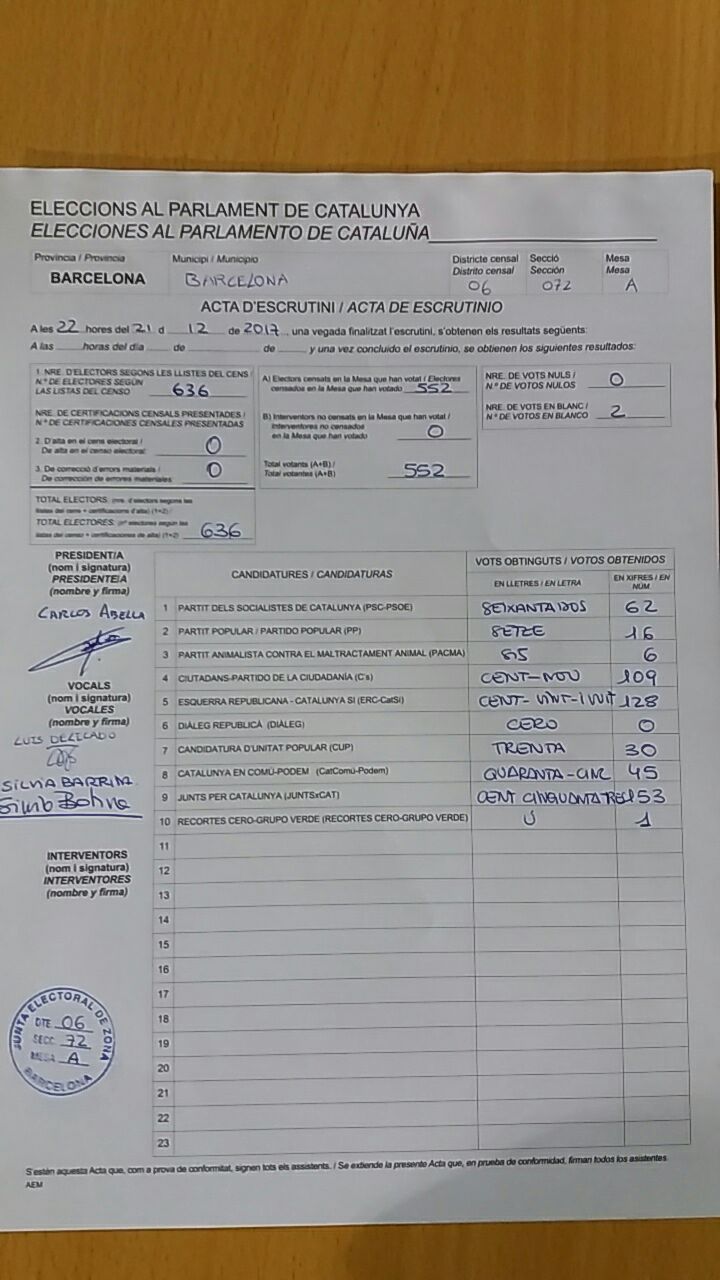 ELECCIONS AL PARLAMENT DE CATALUNYA
ELECCIONES AL PARLAMENTO DE CATALUÑA
Provincia / Provincia
BARCELONA
Municipi / Municipio
BARCELONA
Districte censal
Distrito censal
06
Secció
Sección
072
Mesa
Mesa
A
ACTA D'ESCRUTINI / ACTA DE ESCRUTINIO
A les 22 hores del 21 d 12 de 2017, una vegada finalitzat l'escrutini, s'obtenen els resultats següents:
A las ____ horas del día ____ de ____ de ____ y una vez concluido el escrutinio, se obtienen los siguientes resultados:
1. NRE. D'ELECTORS SEGONS LES LLISTES DEL CENS /
N.º DE ELECTORES SEGÚN
LAS LISTAS DEL CENSO 636
NRE. DE CERTIFICACIONS CENSALS PRESENTADES /
N.º DE CERTIFICACIONES CENSALES PRESENTADAS
2. D'alta en el cens electoral /
De alta en el censo electoral: 0
3. De correcció d'errors materials /
De corrección de errores materiales: 0
TOTAL ELECTORS: (nre. d'electors segons les
llistes del cens + certificacions d'alta) (1+2) /
TOTAL ELECTORES: (nº electores según las
listas del censo + certificaciones de alta) (1+2) 636
A) Electors censats en la Mesa que han votat / Electores
censados en la Mesa que han votado 552
B) Interventors no censats en la Mesa que han votat /
Interventores no censados
en la Mesa que han votado 0
Total votants (A+B) /
Total votantes (A+B) 552
NRE. DE VOTS NULS /
N.º DE VOTOS NULOS 0
NRE. DE VOTS EN BLANC /
N.º DE VOTOS EN BLANCO 2
PRESIDENT/A
(nom i signatura)
PRESIDENTE/A
(nombre y firma)
CARLOS ABELLA
VOCALS
(nom i signatura)
VOCALES
(nombre y firma)
LUIS DELICADO
SILVIA
INTERVENTORS
(nom i signatura)
INTERVENTORES
(nombre y firma)
CANDIDATURES / CANDIDATURAS
VOTS OBTINGUTS / VOTOS OBTENIDOS
EN LLETRES / EN LETRA
EN XIFRES / EN NÚM.
1 PARTIT DELS SOCIALISTES DE CATALUNYA (PSC-PSOE) SEIXANTADOS 62
2 PARTIT POPULAR / PARTIDO POPULAR (PP) SETZE 16
3 PARTIT ANIMALISTA CONTRA EL MALTRACTAMENT ANIMAL (PACMA) SIS 6
4 CIUTADANS-PARTIDO DE LA CIUDADANÍA (C's) CENT-NOU 109
5 ESQUERRA REPUBLICANA - CATALUNYA SÍ (ERC-CatSí) CENT-VINT-I-VUIT 128
6 DIÀLEG REPUBLICÀ (DIÀLEG) CERO 0
7 CANDIDATURA D'UNITAT POPULAR (CUP) TRENTA 30
8 CATALUNYA EN COMÚ-PODEM (CatComú-Podem) QUARANTA-CINC 45
9 JUNTS PER CATALUNYA (JUNTSxCAT) CENT CINQUANTA TRES 153
10 RECORTES CERO-GRUPO VERDE (RECORTES CERO-GRUPO VERDE) Ú 1
11
12
13
14
15
16
17
18
19
20
21
22
23
JUNTA ELECTORAL DE ZONA
DTE. 06
SECC. 72
MESA A
BARCELONA
S'estén aquesta Acta que, com a prova de conformitat, signen tots els assistents. / Se extiende la presente Acta que, en prueba de conformidad, firman todos los asistentes.
AEM